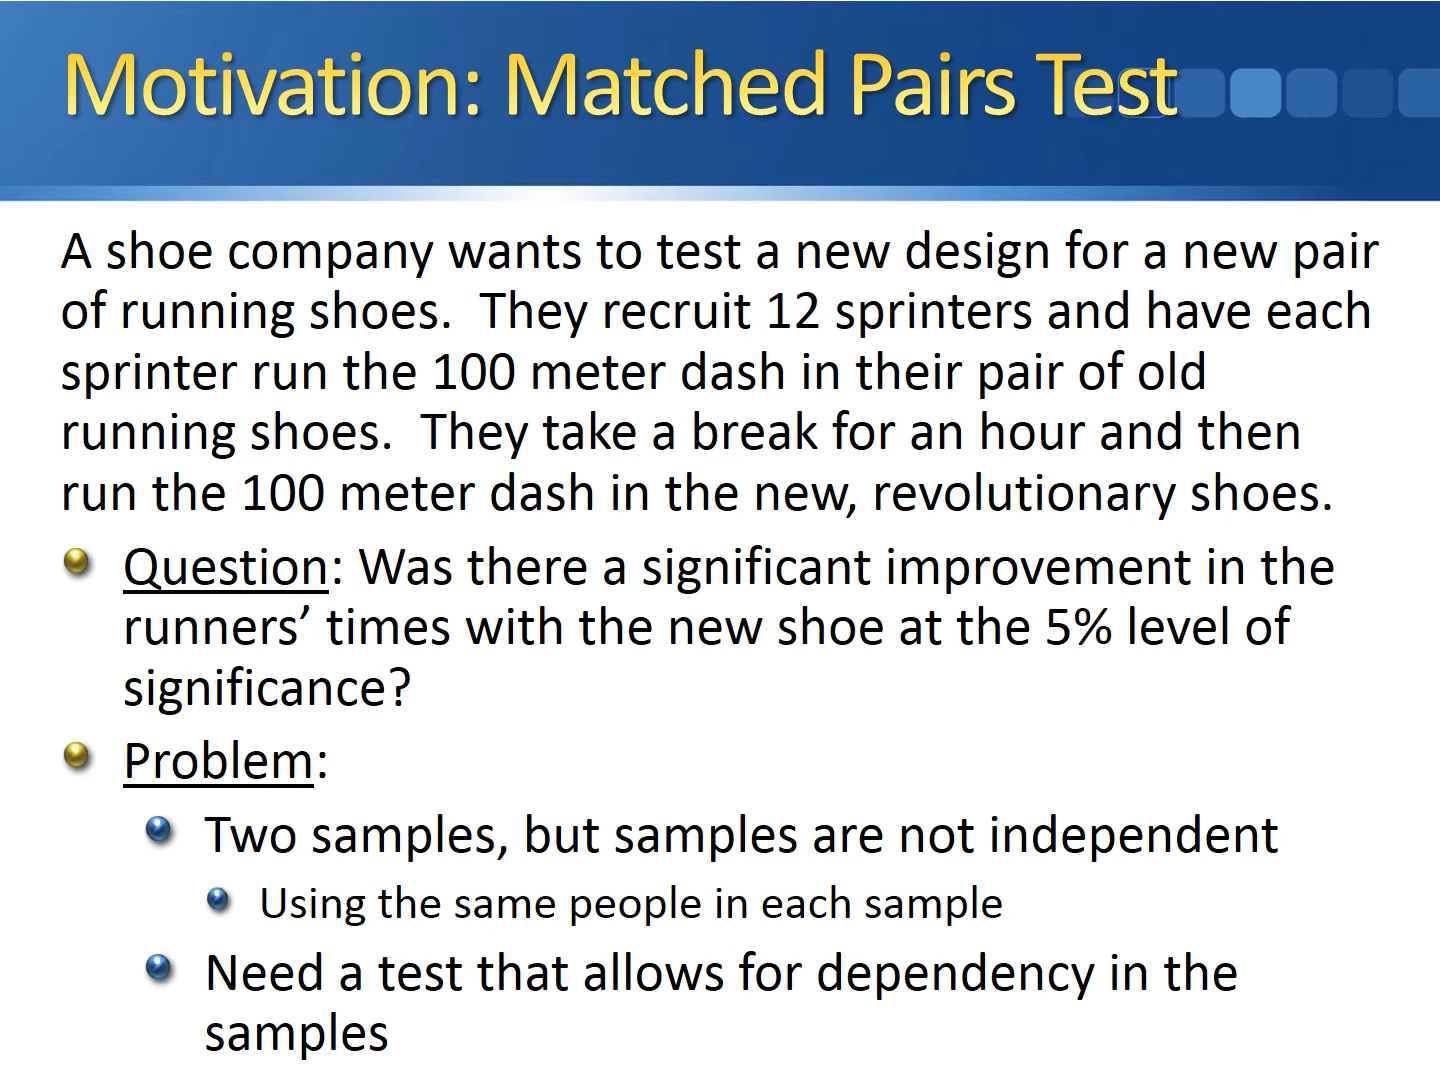 Motivation: Matched Pairs Test
A shoe company wants to test a new design for a new pair
of running shoes.  They recruit 12 sprinters and have each
sprinter run the 100 meter dash in their pair of old
running shoes.  They take a break for an hour and then
run the 100 meter dash in the new, revolutionary shoes.
Question: Was there a significant improvement in the
runners’ times with the new shoe at the 5% level of
significance?
Problem:
Two samples, but samples are not independent
Using the same people in each sample
Need a test that allows for dependency in the
samples